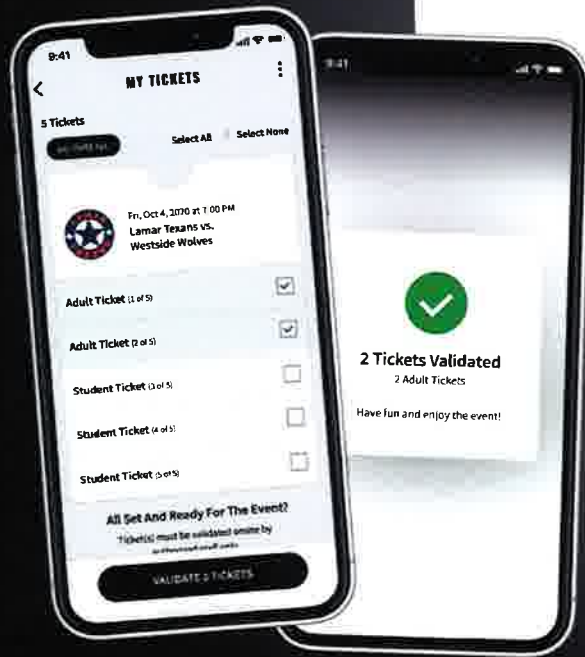 9:41
MY TICKETS
5 Tickets
Select All
Select None
Fri, Oct 4, 2020 at 7:00 PM
Lamar Texans vs.
Westside Wolves
Adult Ticket (1 of 5)
Adult Ticket (2 of 5)
Student Ticket (3 of 5)
Student Ticket (4 of 5)
Student Ticket (5 of 5)
All Set And Ready For The Event?
Ticket(s) must be validated onsite by
VALIDATE 2 TICKETS
9:41
2 Tickets Validated
2 Adult Tickets
Have fun and enjoy the event!